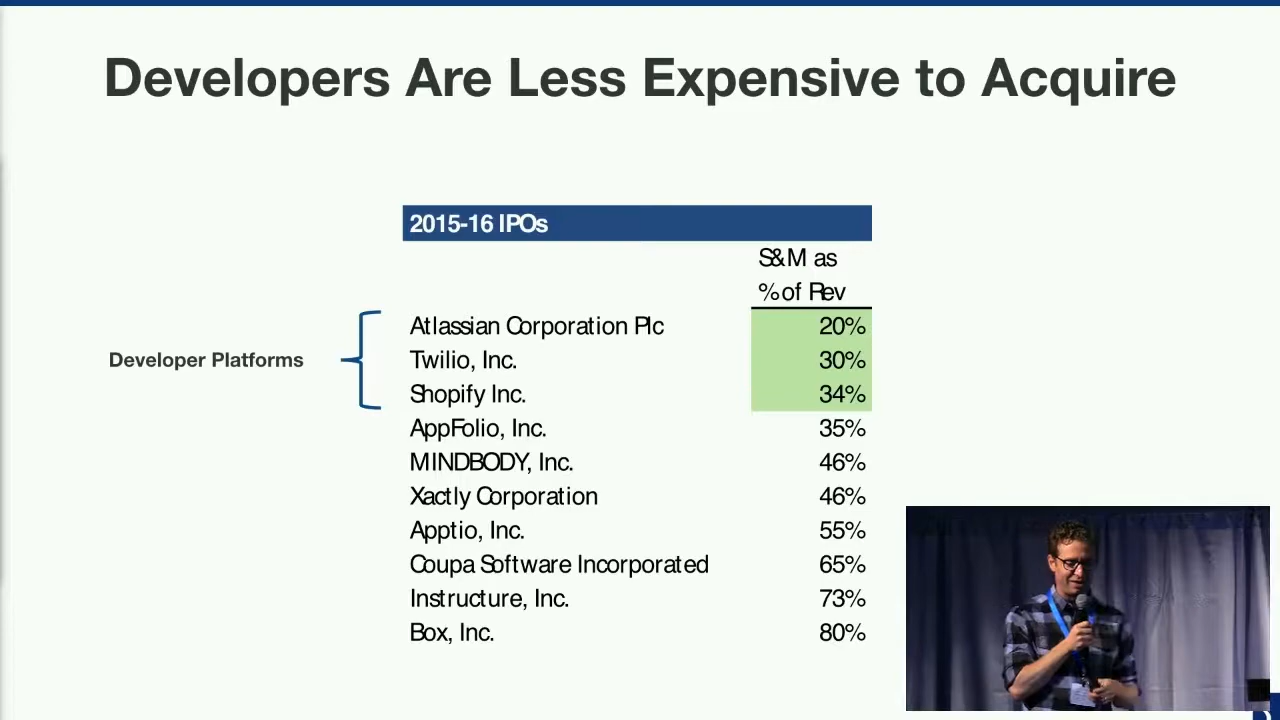 Developers Are Less Expensive to Acquire
2015-16 IPOs
S&M as
% of Rev
Developer Platforms
Atlassian Corporation Plc 20%
Twilio, Inc. 30%
Shopify Inc. 34%
AppFolio, Inc. 35%
MINDBODY, Inc. 46%
Xactly Corporation 46%
Apptio, Inc. 55%
Coupa Software Incorporated 65%
Instructure, Inc. 73%
Box, Inc. 80%